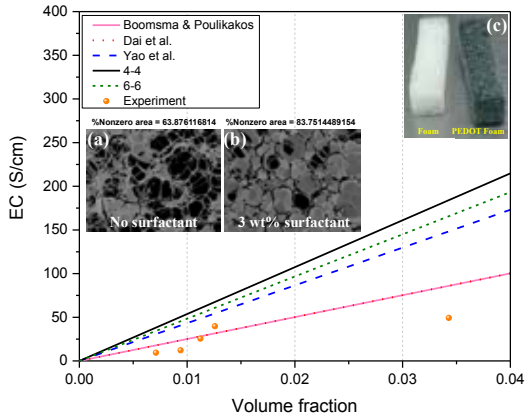 400
350
300
250
200
150
100
50
0
EC (S/cm)
Boomsma & Poulikakos
Dai et al.
Yao et al.
4-4
6-6
Experiment
(c)
Foam
PEDOT Foam
%Nonzero area = 63.876116814
%Nonzero area = 83.7514489154
(a)
(b)
No surfactant
3 wt% surfactant
0.00
0.01
0.02
0.03
0.04
Volume fraction